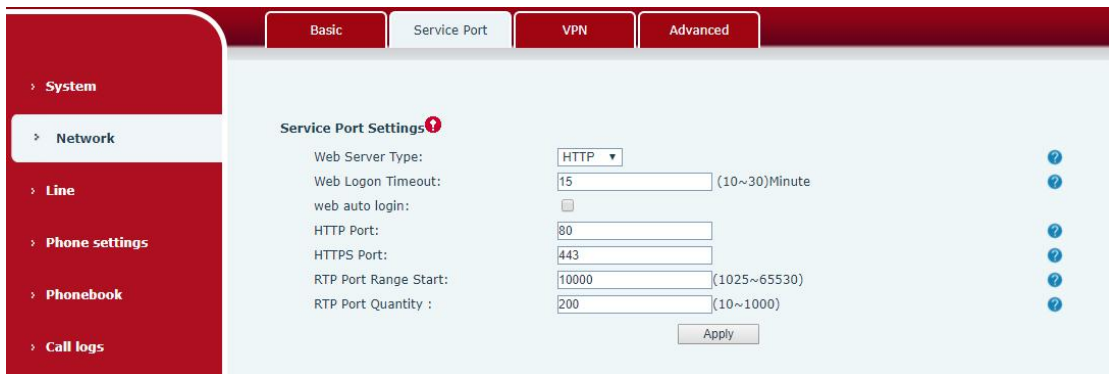 Basic
Service Port
VPN
Advanced
› System
› Network
› Line
› Phone settings
› Phonebook
› Call logs
Service Port Settings
Web Server Type: HTTP
Web Logon Timeout: 15 (10~30)Minute
web auto login:
HTTP Port: 80
HTTPS Port: 443
RTP Port Range Start: 10000 (1025~65530)
RTP Port Quantity : 200 (10~1000)
Apply